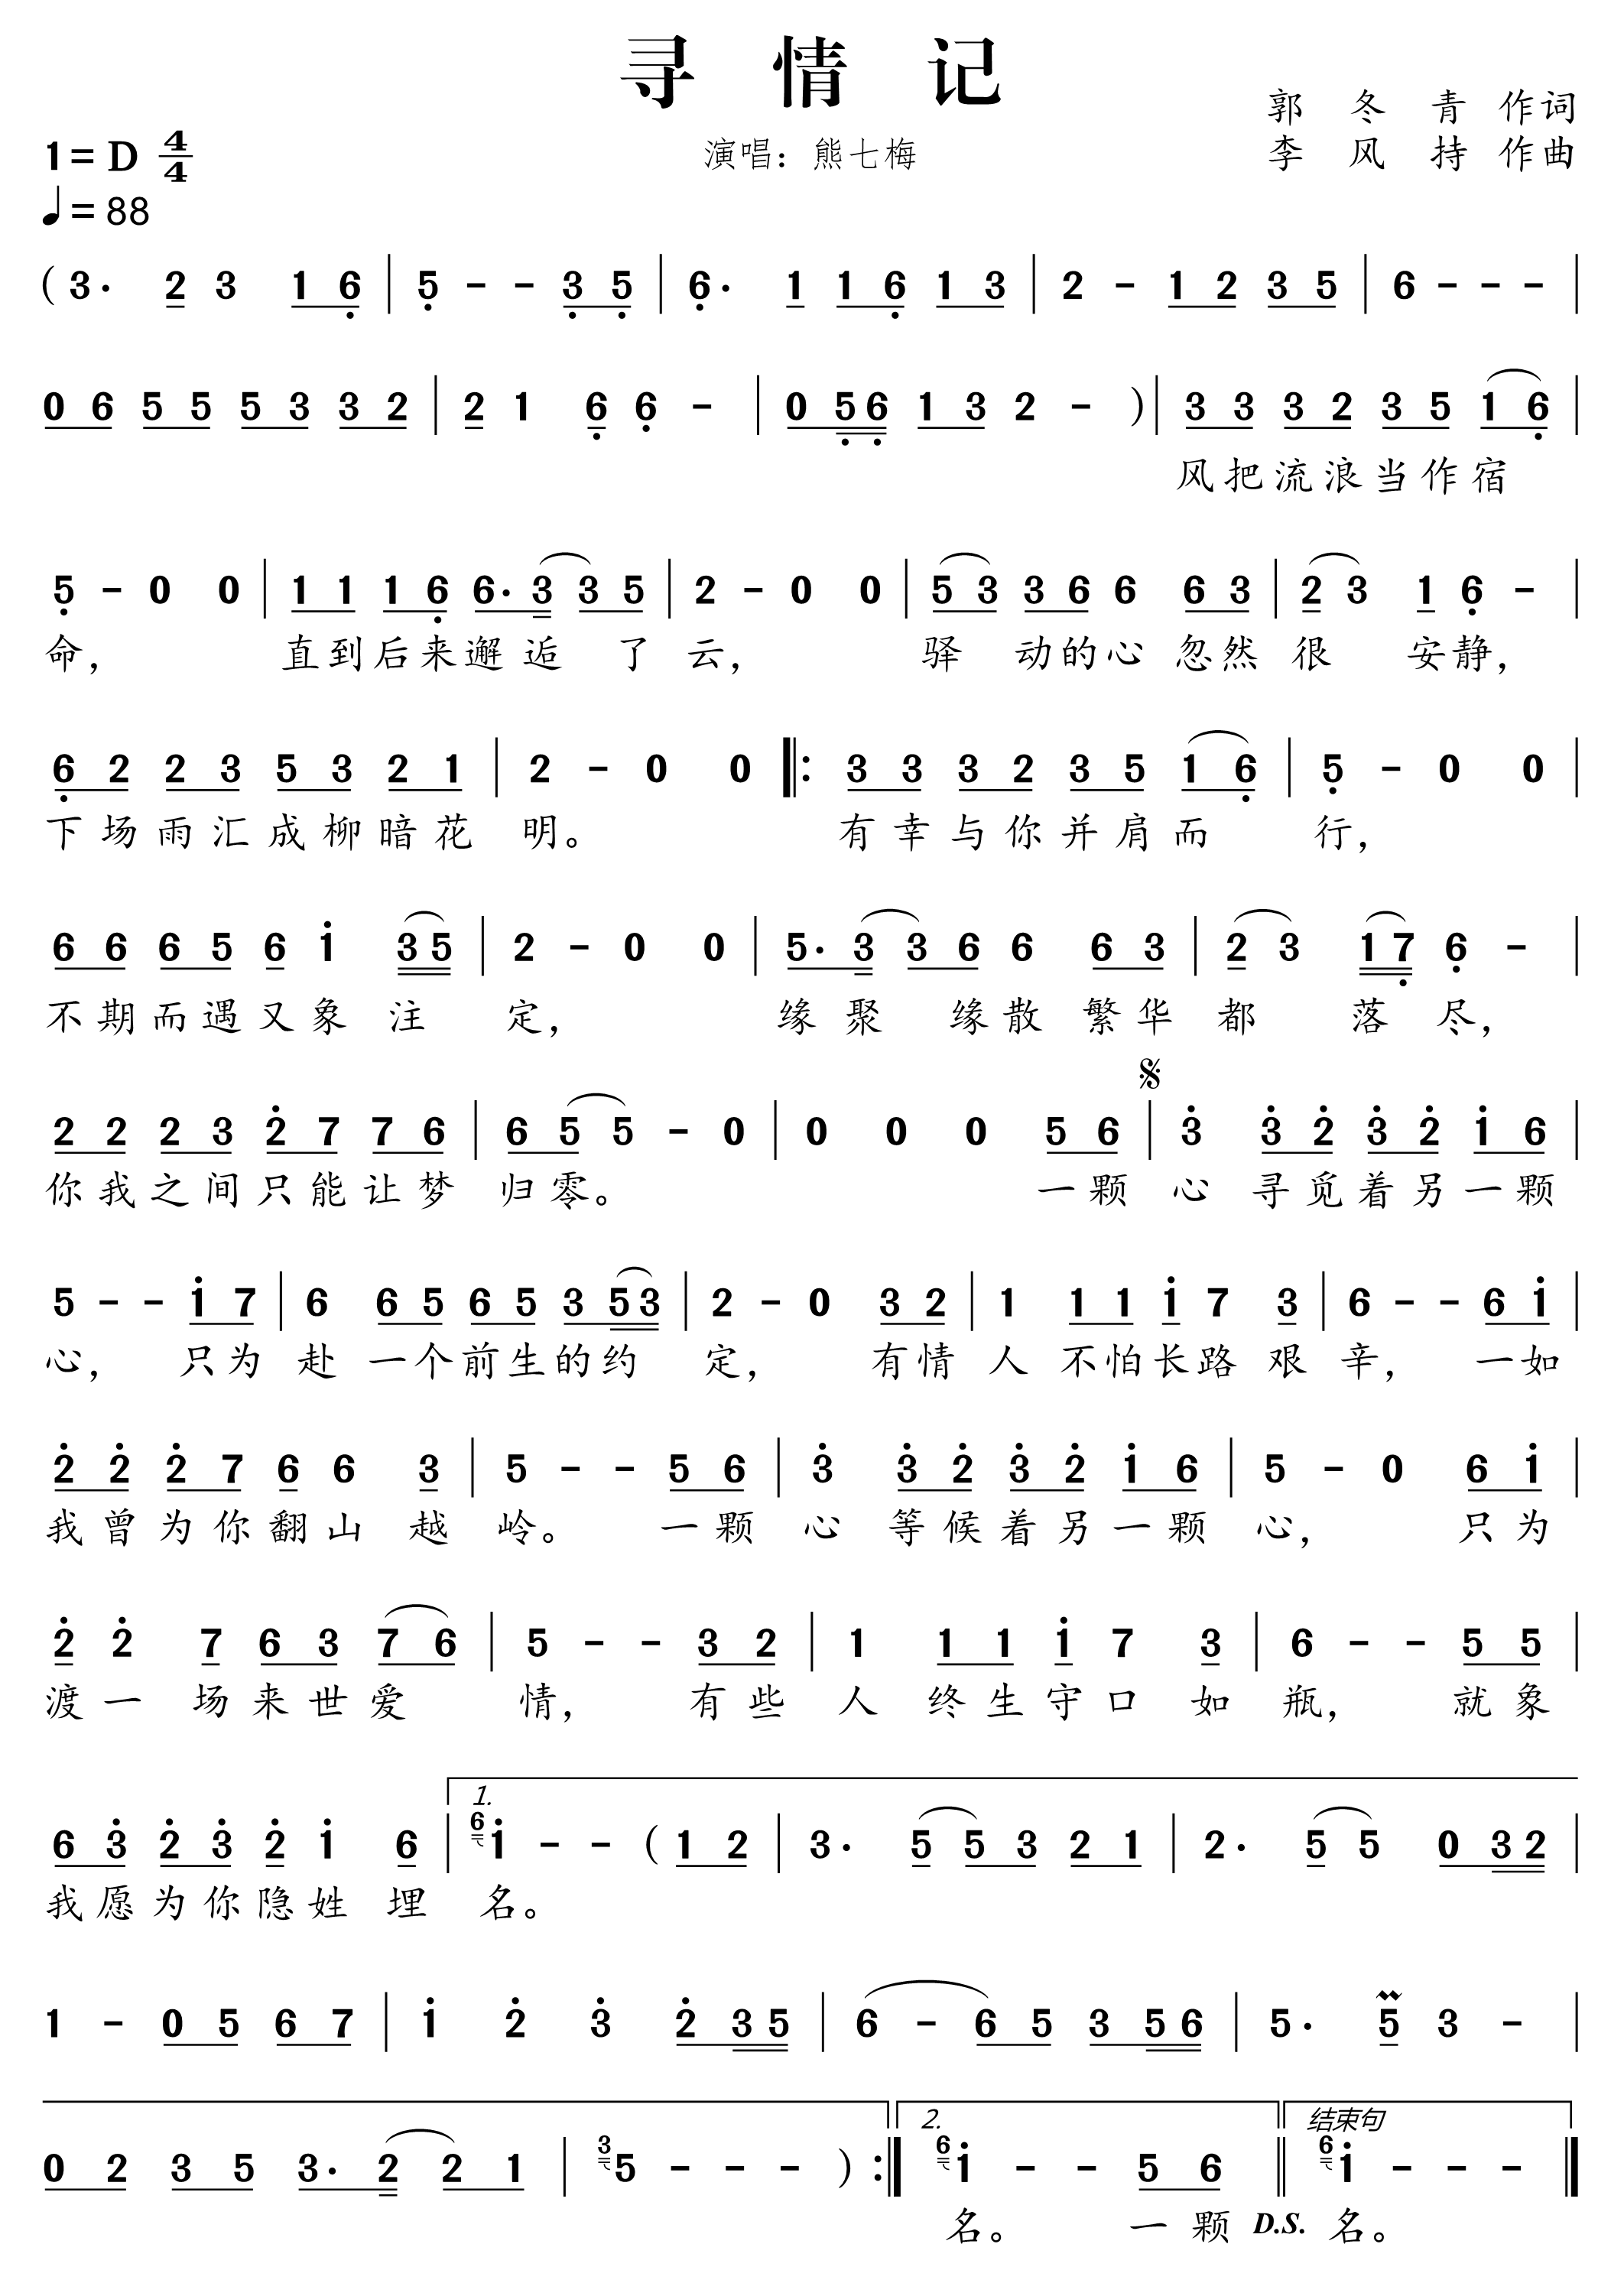 寻情记
郭冬青 作词
演唱：熊七梅
李风持 作曲
1=D 4/4
♩=88
( 3· 2 3 1 6 | 5 - - 3 5 | 6· 1 1 6 1 3 | 2 - 1 2 3 5 | 6 - - - |
0 6 5 5 5 3 3 2 | 2 1 6 6 - | 0 5 6 1 3 2 - ) | 3 3 3 2 3 5 1 6 |
风把流浪当作宿
5 - 0 0 | 1 1 1 6 6· 3 3 5 | 2 - 0 0 | 5 3 3 6 6 6 3 | 2 3 1 6 - |
命， 直到后来邂逅 了 云， 驿 动的心 忽然 很 安静，
6 2 2 3 5 3 2 1 | 2 - 0 0 |: 3 3 3 2 3 5 1 6 | 5 - 0 0 |
下场雨汇成柳暗花 明。 有幸与你并肩而 行，
6 6 6 5 6 i 3 5 | 2 - 0 0 | 5· 3 3 6 6 6 3 | 2 3 1 7 6 - |
不期而遇又象 注 定， 缘聚 缘散 繁华 都 落 尽，
2 2 2 3 2 7 7 6 | 6 5 5 - 0 | 0 0 0 5 6 | 3 3 2 3 2 i 6 |
你我之间只能让梦 归零。 一颗 心 寻觅着另一颗
5 - - i 7 | 6 6 5 6 5 3 5 3 | 2 - 0 3 2 | 1 1 1 i 7 3 | 6 - - 6 i |
心， 只为 赴 一个前生的约 定， 有情 人 不怕长路 艰 辛， 一如
2 2 2 7 6 6 3 | 5 - - 5 6 | 3 3 2 3 2 i 6 | 5 - 0 6 i |
我曾为你翻山 越 岭。 一颗 心 等候着另一颗 心， 只为
2 2 7 6 3 7 6 | 5 - - 3 2 | 1 1 1 i 7 3 | 6 - - 5 5 |
渡一 场来世爱 情， 有些 人 终生守口 如 瓶， 就象
1.
6 3 2 3 2 i 6 | 6 i - - ( 1 2 | 3· 5 5 3 2 1 | 2· 5 5 0 3 2 |
我愿为你隐姓 埋 名。
1 - 0 5 6 7 | i 2 3 2 3 5 | 6 - 6 5 3 5 6 | 5· 5 3 - |
2. 结束句
0 2 3 5 3· 2 2 1 | 3 5 - - - ) :| 6 i - - 5 6 || 6 i - - - |
名。 一颗 D.S. 名。